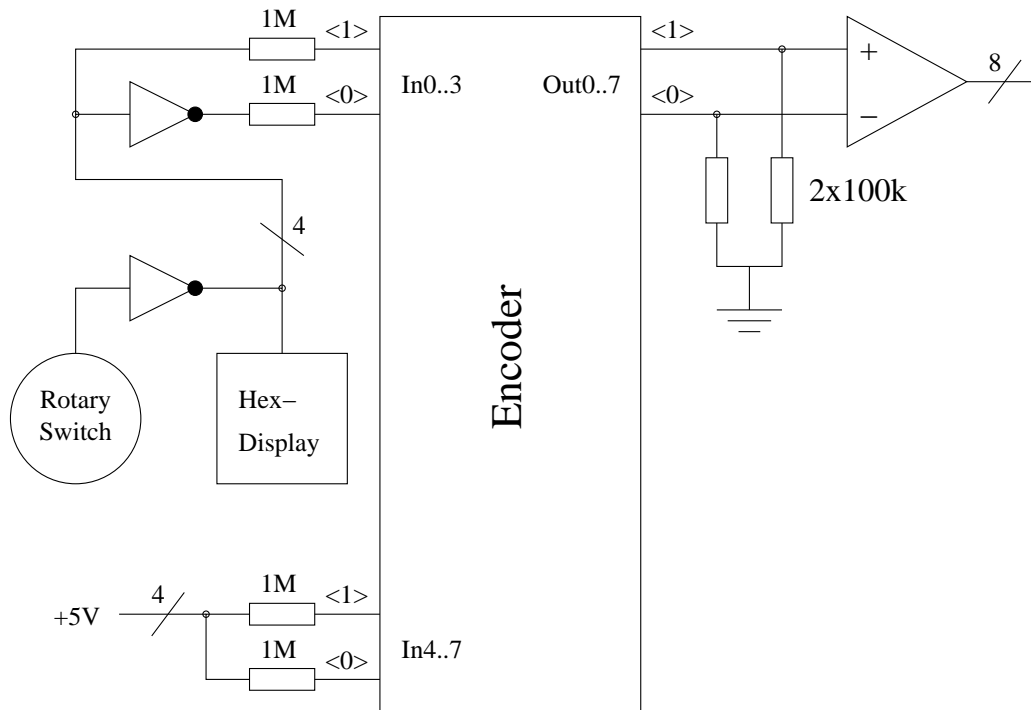 1M
<1>
1M
<0>
In0..3
Out0..7
<1>
<0>
+
−
8
2x100k
4
Encoder
Rotary
Switch
Hex−
Display
+5V
4
1M
<1>
1M
<0>
In4..7